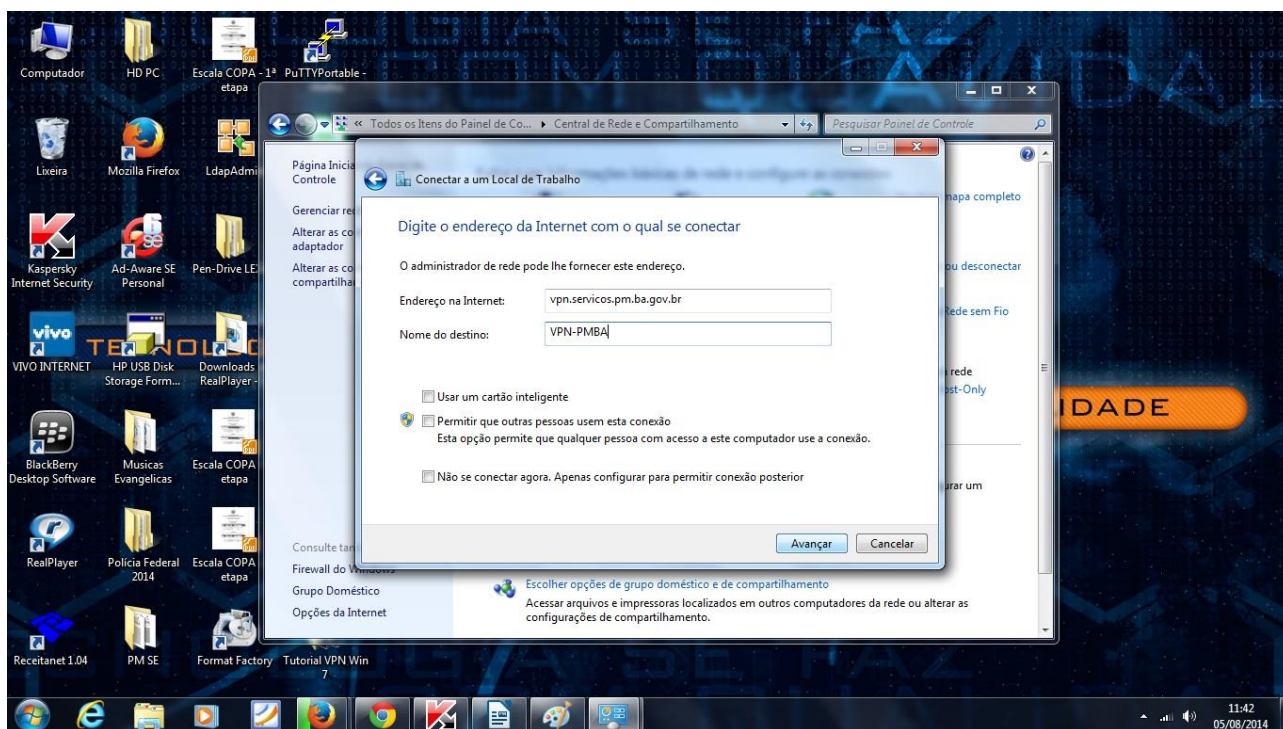 Computador
HD PC
Escala COPA - 1ª
etapa
PuTTYPortable -
Lixeira
Mozilla Firefox
LdapAdmi
Kaspersky
Internet Security
Ad-Aware SE
Personal
Pen-Drive LE
vivo
TECNOLOG
VIVO INTERNET
HP USB Disk
Storage Form...
Downloads
RealPlayer -
BlackBerry
Desktop Software
Musicas
Evangelicas
Escala COPA
etapa
RealPlayer
Polícia Federal
2014
Escala COPA
etapa
Receitanet 1.04
PM SE
Format Factory
Tutorial VPN Win
7
« Todos os Itens do Painel de Co... ▸ Central de Rede e Compartilhamento
Pesquisar Painel de Controle
Página Inicia
Controle
Gerenciar re
Alterar as co
adaptador
Alterar as co
compartilha
Consulte tan
Firewall do Windows
Grupo Doméstico
Opções da Internet
mapa completo
ou desconectar
Rede sem Fio
rede
ost-Only
urar um
Conectar a um Local de Trabalho
Digite o endereço da Internet com o qual se conectar
O administrador de rede pode lhe fornecer este endereço.
Endereço na Internet: vpn.servicos.pm.ba.gov.br
Nome do destino: VPN-PMBA
Usar um cartão inteligente
Permitir que outras pessoas usem esta conexão
Esta opção permite que qualquer pessoa com acesso a este computador use a conexão.
Não se conectar agora. Apenas configurar para permitir conexão posterior
Avançar Cancelar
Escolher opções de grupo doméstico e de compartilhamento
Acessar arquivos e impressoras localizados em outros computadores da rede ou alterar as
configurações de compartilhamento.
IDADE
11:42
05/08/2014